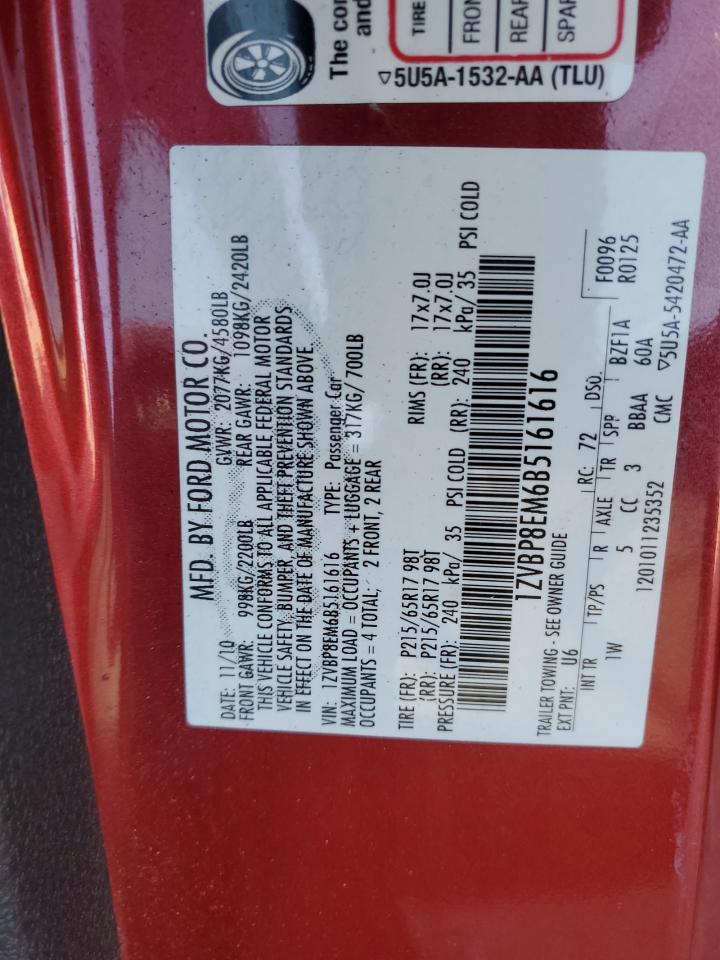 The cor
and
TIRE
FRON
REAR
SPAR
▽5U5A-1532-AA (TLU)
MFD. BY FORD MOTOR CO.
DATE: 11/10 GVWR: 2077KG/4580LB
FRONT GAWR: 998KG/2200LB REAR GAWR: 1098KG/2420LB
THIS VEHICLE CONFORMS TO ALL APPLICABLE FEDERAL MOTOR
VEHICLE SAFETY, BUMPER, AND THEFT PREVENTION STANDARDS
IN EFFECT ON THE DATE OF MANUFACTURE SHOWN ABOVE.
VIN: 1ZVBP8EM6B5161616 TYPE: Passenger Car
MAXIMUM LOAD = OCCUPANTS + LUGGAGE = 317KG/700LB
OCCUPANTS = 4 TOTAL; 2 FRONT, 2 REAR
TIRE (FR): P215/65R17 98T RIMS (FR): 17x7.0J
(RR): P215/65R17 98T (RR): 17x7.0J
PRESSURE (FR): 240 kPa/ 35 PSI COLD (RR): 240 kPa/ 35 PSI COLD
1ZVBP8EM6B5161616
TRAILER TOWING - SEE OWNER GUIDE
EXT PNT: U6 RC: 72 DSO: F0096
INT TR TP/PS R AXLE TR SPP R0125
1W 5 CC 3 BBAA BZF1A
CMC 60A
1201011235352 ▽5U5A-5420472-AA